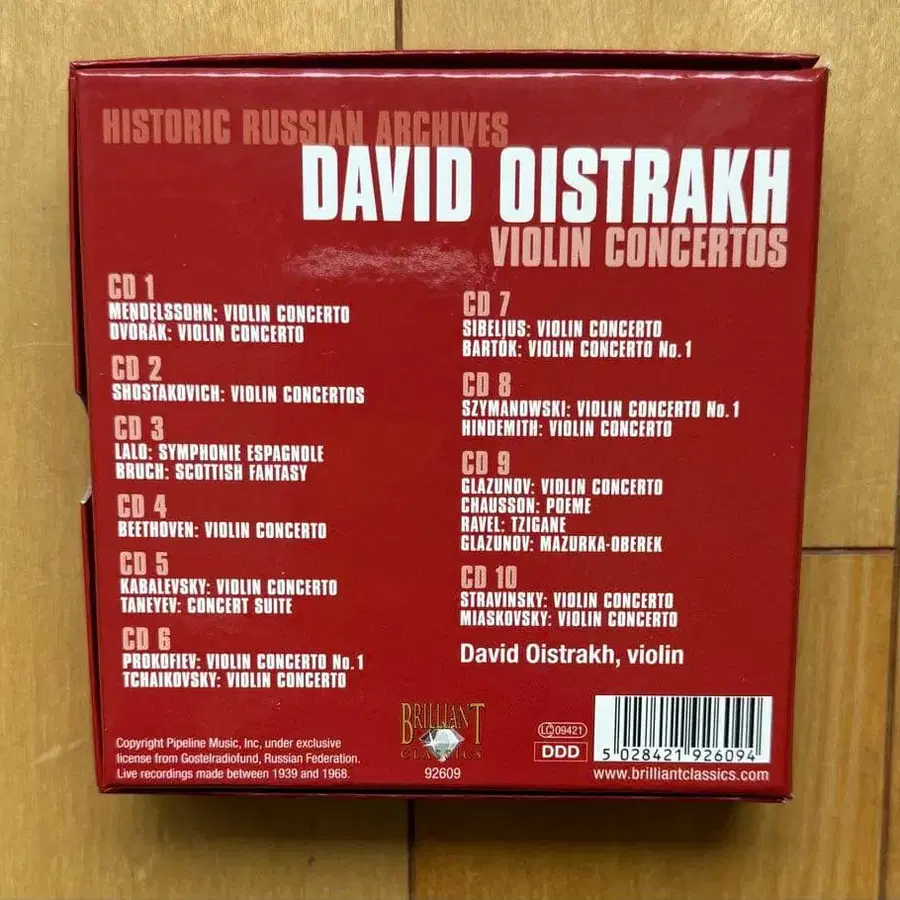 HISTORIC RUSSIAN ARCHIVES
DAVID OISTRAKH
VIOLIN CONCERTOS
CD 1
MENDELSSOHN: VIOLIN CONCERTO
DVORÁK: VIOLIN CONCERTO
CD 2
SHOSTAKOVICH: VIOLIN CONCERTOS
CD 3
LALO: SYMPHONIE ESPAGNOLE
BRUCH: SCOTTISH FANTASY
CD 4
BEETHOVEN: VIOLIN CONCERTO
CD 5
KABALEVSKY: VIOLIN CONCERTO
TANEYEV: CONCERT SUITE
CD 6
PROKOFIEV: VIOLIN CONCERTO No. 1
TCHAIKOVSKY: VIOLIN CONCERTO
CD 7
SIBELIUS: VIOLIN CONCERTO
BARTÓK: VIOLIN CONCERTO No. 1
CD 8
SZYMANOWSKI: VIOLIN CONCERTO No. 1
HINDEMITH: VIOLIN CONCERTO
CD 9
GLAZUNOV: VIOLIN CONCERTO
CHAUSSON: POEME
RAVEL: TZIGANE
GLAZUNOV: MAZURKA-OBEREK
CD 10
STRAVINSKY: VIOLIN CONCERTO
MIASKOVSKY: VIOLIN CONCERTO
David Oistrakh, violin
Copyright Pipeline Music, Inc, under exclusive
license from Gostelradiofund, Russian Federation.
Live recordings made between 1939 and 1968.
BRILLIANT
CLASSICS
92609
LC 09421
DDD
5 028421 926094
www.brilliantclassics.com